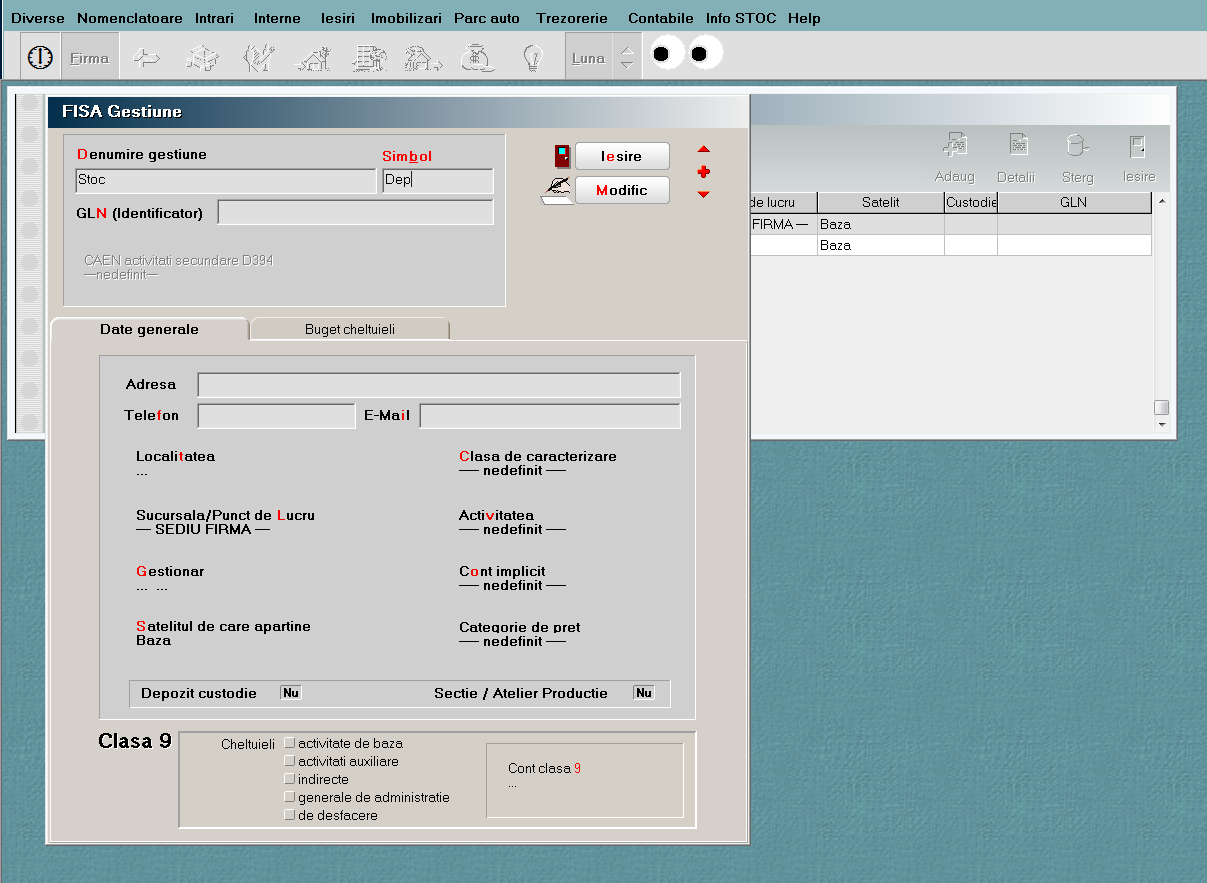 Diverse Nomenclatoare Intrari Interne Iesiri Imobilizari Parc auto Trezorerie Contabile Info STOC Help
Firma Luna
FISA Gestiune
Denumire gestiune Simbol
Stoc Dep
GLN (Identificator)
CAEN activitati secundare D394
—nedefinit—
Iesire
Modific
Adaug Detalii Sterg Iesire
de lucru Satelit Custodie GLN
FIRMA — Baza
Baza
Date generale Buget cheltuieli
Adresa
Telefon E-Mail
Localitatea
...
Clasa de caracterizare
── nedefinit ──
Sucursala/Punct de Lucru
— SEDIU FIRMA —
Activitatea
── nedefinit ──
Gestionar
... ...
Cont implicit
── nedefinit ──
Satelitul de care apartine
Baza
Categorie de pret
── nedefinit ──
Depozit custodie Nu Sectie / Atelier Productie Nu
Clasa 9
Cheltuieli activitate de baza
activitati auxiliare
indirecte
generale de administratie
de desfacere
Cont clasa 9
...